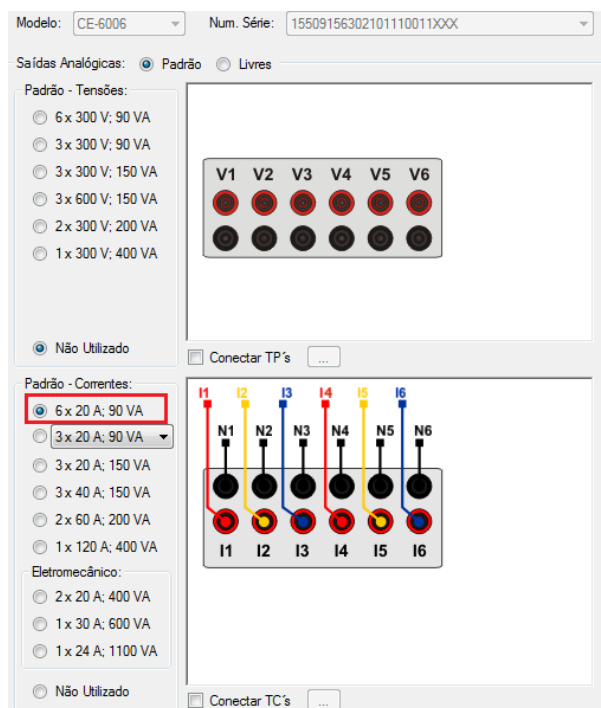 Modelo: CE-6006 Num. Série: 15509156302101110011XXX
Saídas Analógicas: Padrão Livres
Padrão - Tensões:
6 x 300 V; 90 VA
3 x 300 V; 90 VA
3 x 300 V; 150 VA
3 x 600 V; 150 VA
2 x 300 V; 200 VA
1 x 300 V; 400 VA
Não Utilizado
V1 V2 V3 V4 V5 V6
Conectar TP´s ...
Padrão - Correntes:
6 x 20 A; 90 VA
3 x 20 A; 90 VA
3 x 20 A; 150 VA
3 x 40 A; 150 VA
2 x 60 A; 200 VA
1 x 120 A; 400 VA
Eletromecânico:
2 x 20 A; 400 VA
1 x 30 A; 600 VA
1 x 24 A; 1100 VA
Não Utilizado
I1 I2 I3 I4 I5 I6
N1 N2 N3 N4 N5 N6
I1 I2 I3 I4 I5 I6
Conectar TC´s ...